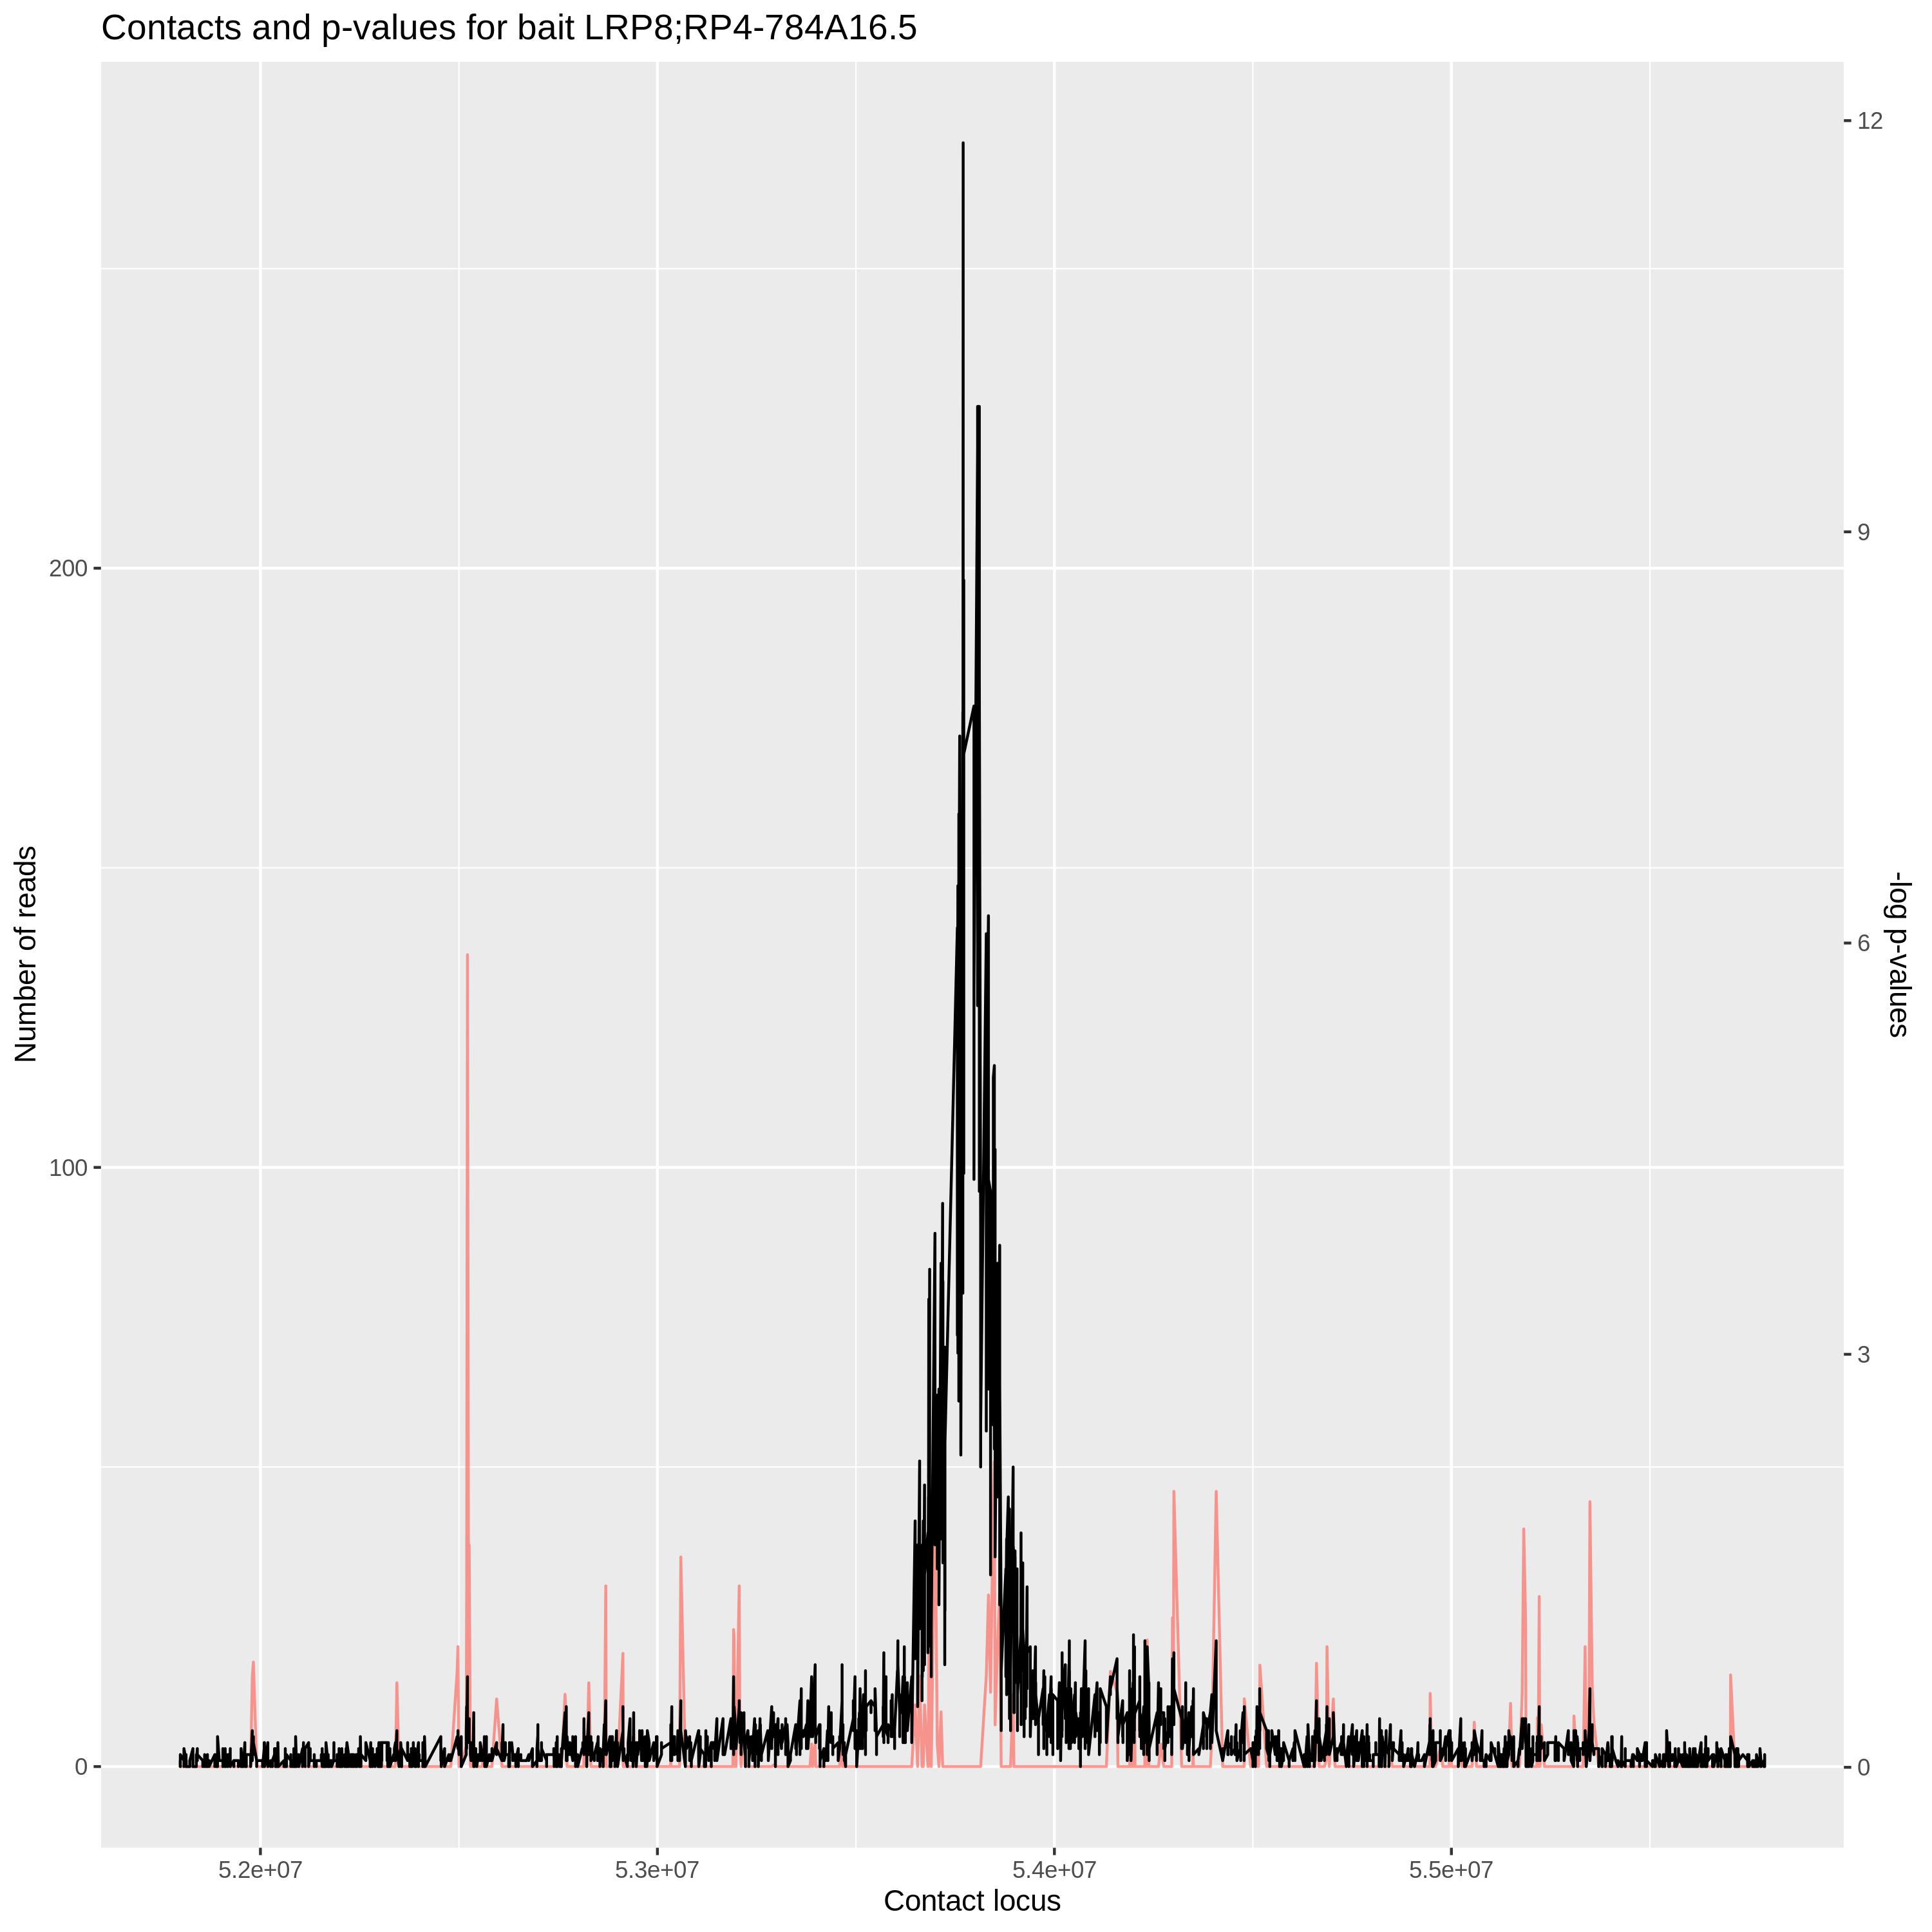 Contacts and p-values for bait LRP8;RP4-784A16.5
Number of reads
200
100
0
12
9
6
3
0
-log p-values
5.2e+07
5.3e+07
5.4e+07
5.5e+07
Contact locus